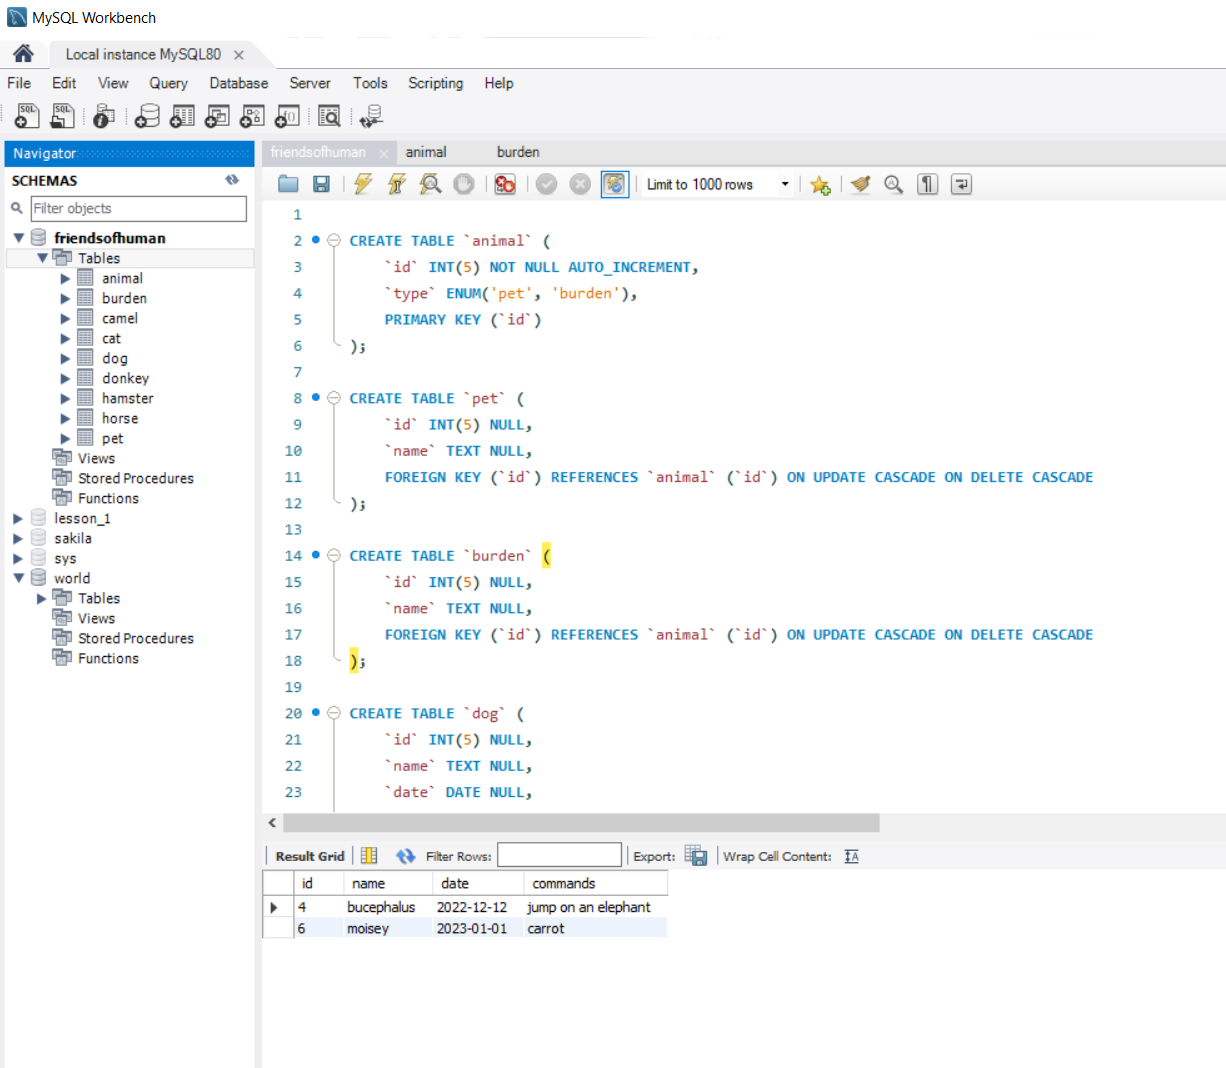 MySQL Workbench
Local instance MySQL80
File Edit View Query Database Server Tools Scripting Help
Navigator
SCHEMAS
Filter objects
friendsofhuman
Tables
animal
burden
camel
cat
dog
donkey
hamster
horse
pet
Views
Stored Procedures
Functions
lesson_1
sakila
sys
world
Tables
Views
Stored Procedures
Functions
friendsofhuman animal burden
Limit to 1000 rows
1
2 CREATE TABLE `animal` (
3 `id` INT(5) NOT NULL AUTO_INCREMENT,
4 `type` ENUM('pet', 'burden'),
5 PRIMARY KEY (`id`)
6 );
7
8 CREATE TABLE `pet` (
9 `id` INT(5) NULL,
10 `name` TEXT NULL,
11 FOREIGN KEY (`id`) REFERENCES `animal` (`id`) ON UPDATE CASCADE ON DELETE CASCADE
12 );
13
14 CREATE TABLE `burden` (
15 `id` INT(5) NULL,
16 `name` TEXT NULL,
17 FOREIGN KEY (`id`) REFERENCES `animal` (`id`) ON UPDATE CASCADE ON DELETE CASCADE
18 );
19
20 CREATE TABLE `dog` (
21 `id` INT(5) NULL,
22 `name` TEXT NULL,
23 `date` DATE NULL,
Result Grid Filter Rows: Export: Wrap Cell Content: IA
id name date commands
4 bucephalus 2022-12-12 jump on an elephant
6 moisey 2023-01-01 carrot